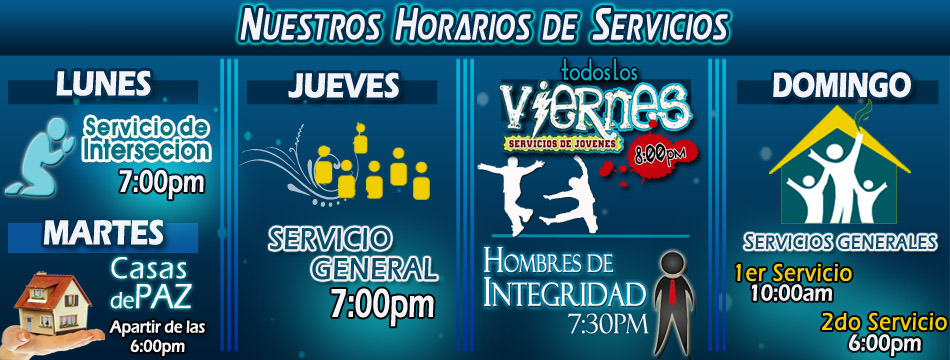 NUESTROS HORARIOS DE SERVICIOS
LUNES
Servicio de
Intersecion
7:00pm
MARTES
Casas
dePAZ
Apartir de las
6:00pm
JUEVES
SERVICIO
GENERAL
7:00pm
todos los
VIERNES
SERVICIOS DE JOVENES
8:00PM
HOMBRES DE
INTEGRIDAD
7:30PM
DOMINGO
SERVICIOS GENERALES
1er Servicio
10:00am
2do Servicio
6:00pm